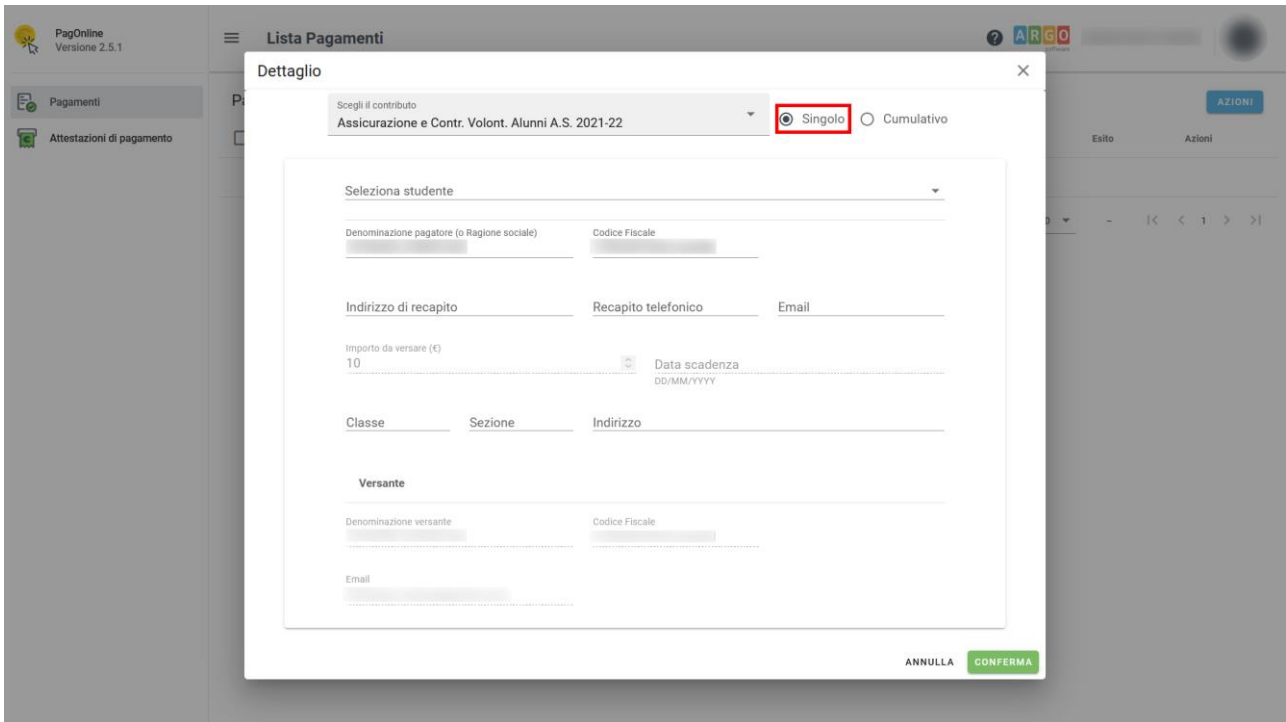 PagOnline
Versione 2.5.1
Lista Pagamenti
ARGO
software
Dettaglio
Pagamenti
AZIONI
Scegli il contributo
Assicurazione e Contr. Volont. Alunni A.S. 2021-22
Singolo
Cumulativo
Attestazioni di pagamento
Esito
Azioni
Seleziona studente
1
Denominazione pagatore (o Ragione sociale)
Codice Fiscale
Indirizzo di recapito
Recapito telefonico
Email
Importo da versare (€)
10
Data scadenza
DD/MM/YYYY
Classe
Sezione
Indirizzo
Versante
Denominazione versante
Codice Fiscale
Email
ANNULLA
CONFERMA